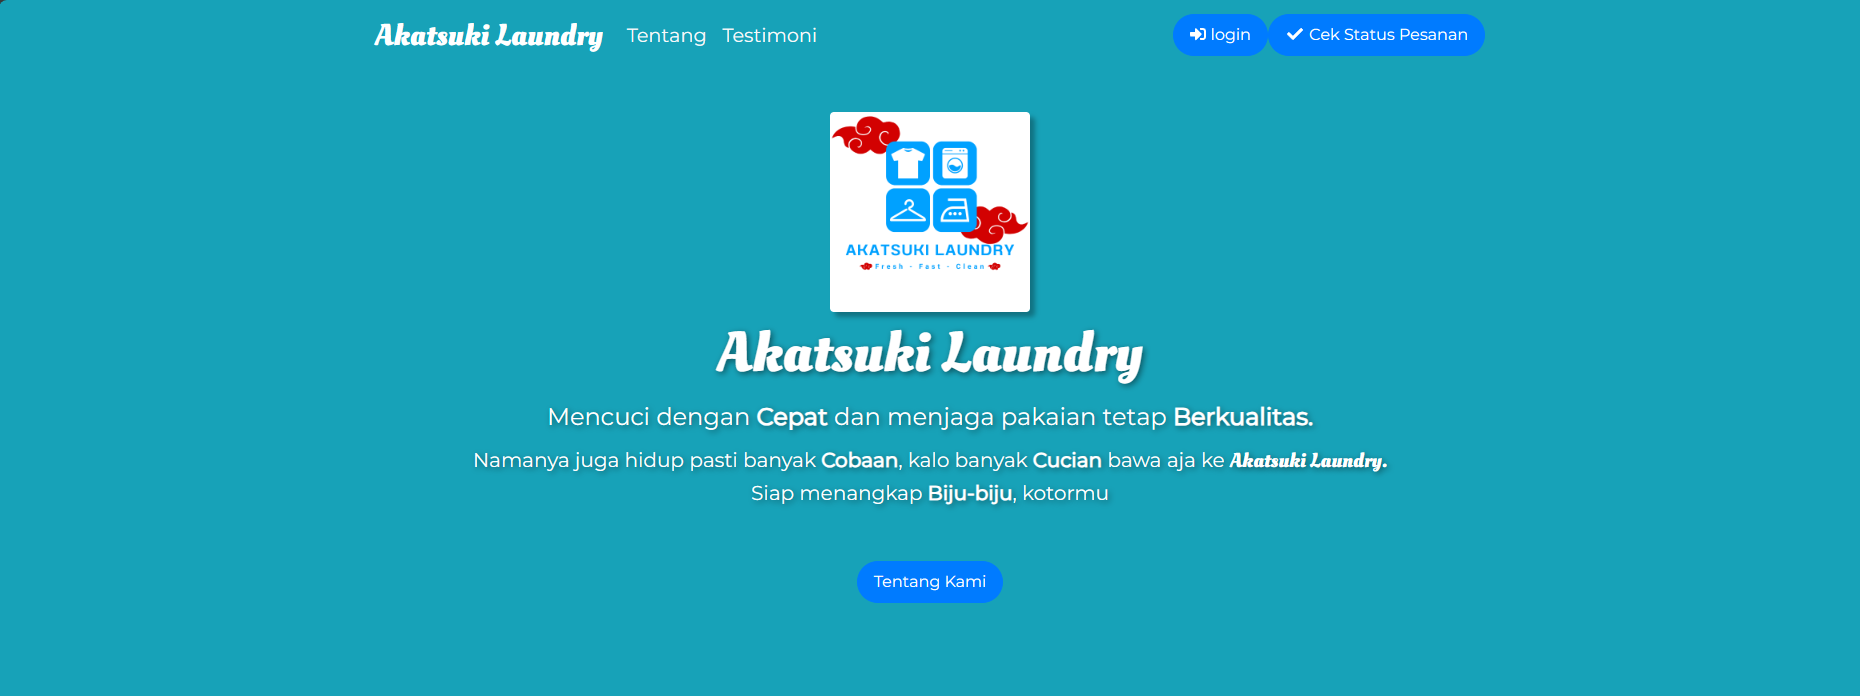 Akatsuki Laundry Tentang Testimoni login Cek Status Pesanan
AKATSUKI LAUNDRY
Fresh - Fast - Clean
Akatsuki Laundry
Mencuci dengan Cepat dan menjaga pakaian tetap Berkualitas.
Namanya juga hidup pasti banyak Cobaan, kalo banyak Cucian bawa aja ke Akatsuki Laundry.
Siap menangkap Biju-biju, kotormu
Tentang Kami